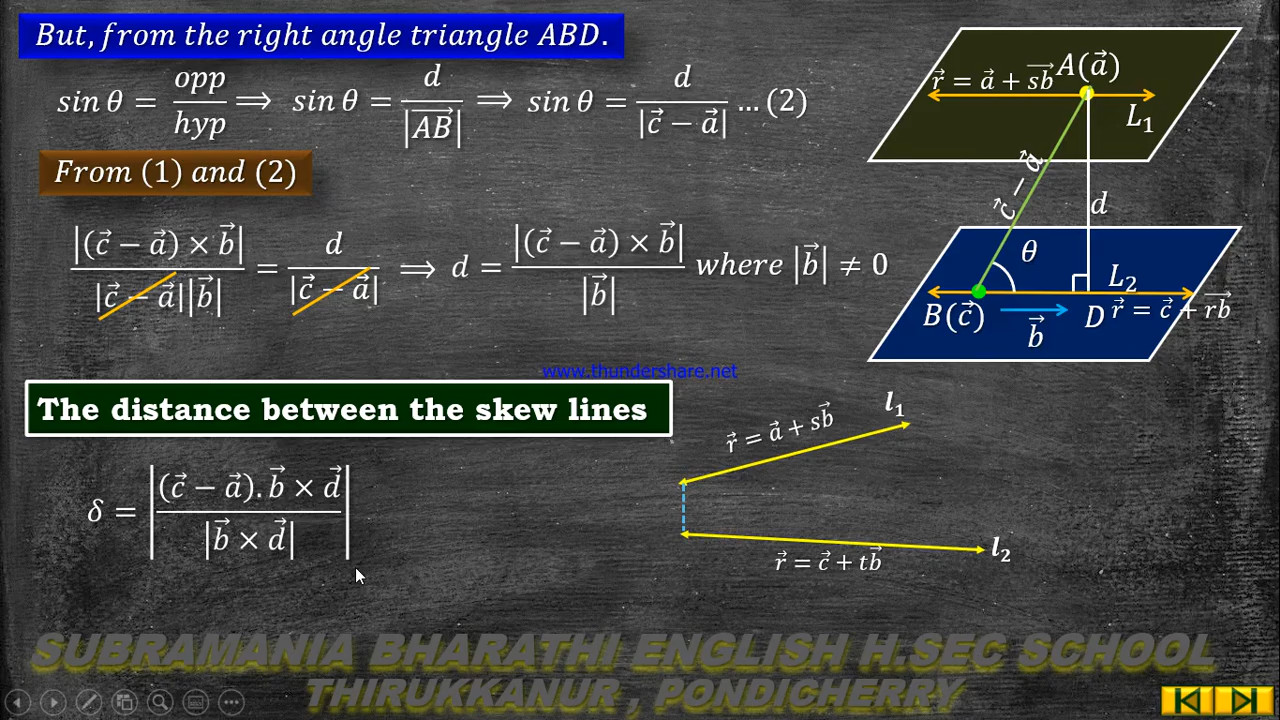 But, from the right angle triangle ABD.
sin θ = opp/hyp ⟹ sin θ = d/|AB⃗| ⟹ sin θ = d/|c⃗ − a⃗| ... (2)
From (1) and (2)
|(c⃗ − a⃗) × b⃗|/|c⃗ − a⃗||b⃗| = d/|c⃗ − a⃗| ⟹ d = |(c⃗ − a⃗) × b⃗|/|b⃗| where |b⃗| ≠ 0
r⃗ = a⃗ + sb⃗
A(a⃗)
L₁
c⃗ − a⃗
d
θ
L₂
B(c⃗)
b⃗
D
r⃗ = c⃗ + rb⃗
www.thundershare.net
The distance between the skew lines
δ = |(c⃗ − a⃗). b⃗ × d⃗/|b⃗ × d⃗||
r⃗ = a⃗ + sb⃗
l₁
r⃗ = c⃗ + tb⃗
l₂
SUBRAMANIA BHARATHI ENGLISH H.SEC SCHOOL
THIRUKKANUR , PONDICHERRY